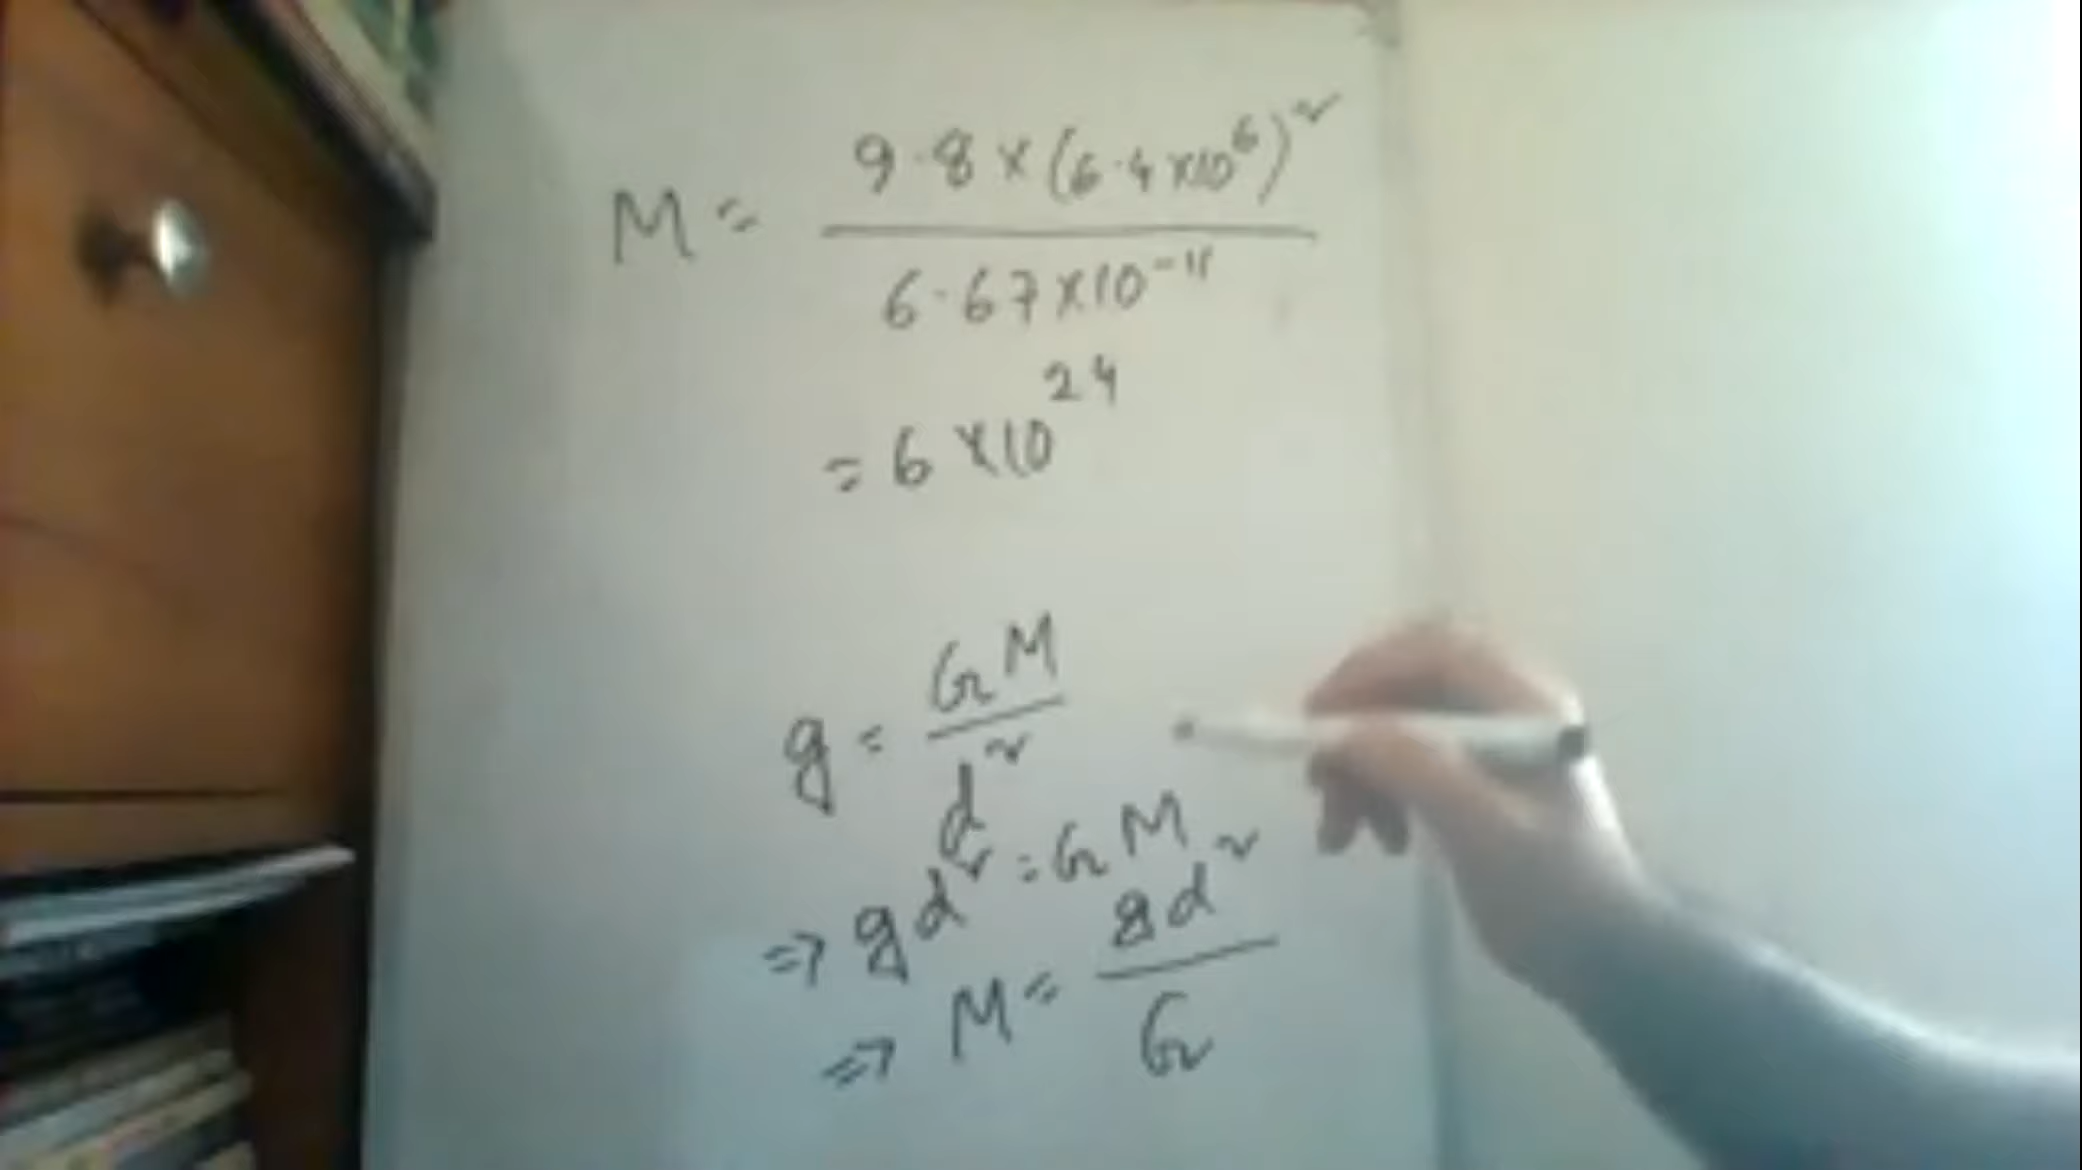 M = 9.8 × (6.4 × 10⁶)² / 6.67 × 10⁻¹¹
= 6 × 10²⁴
g = GM / d²
⇒ gd² = GM
⇒ M = gd² / G